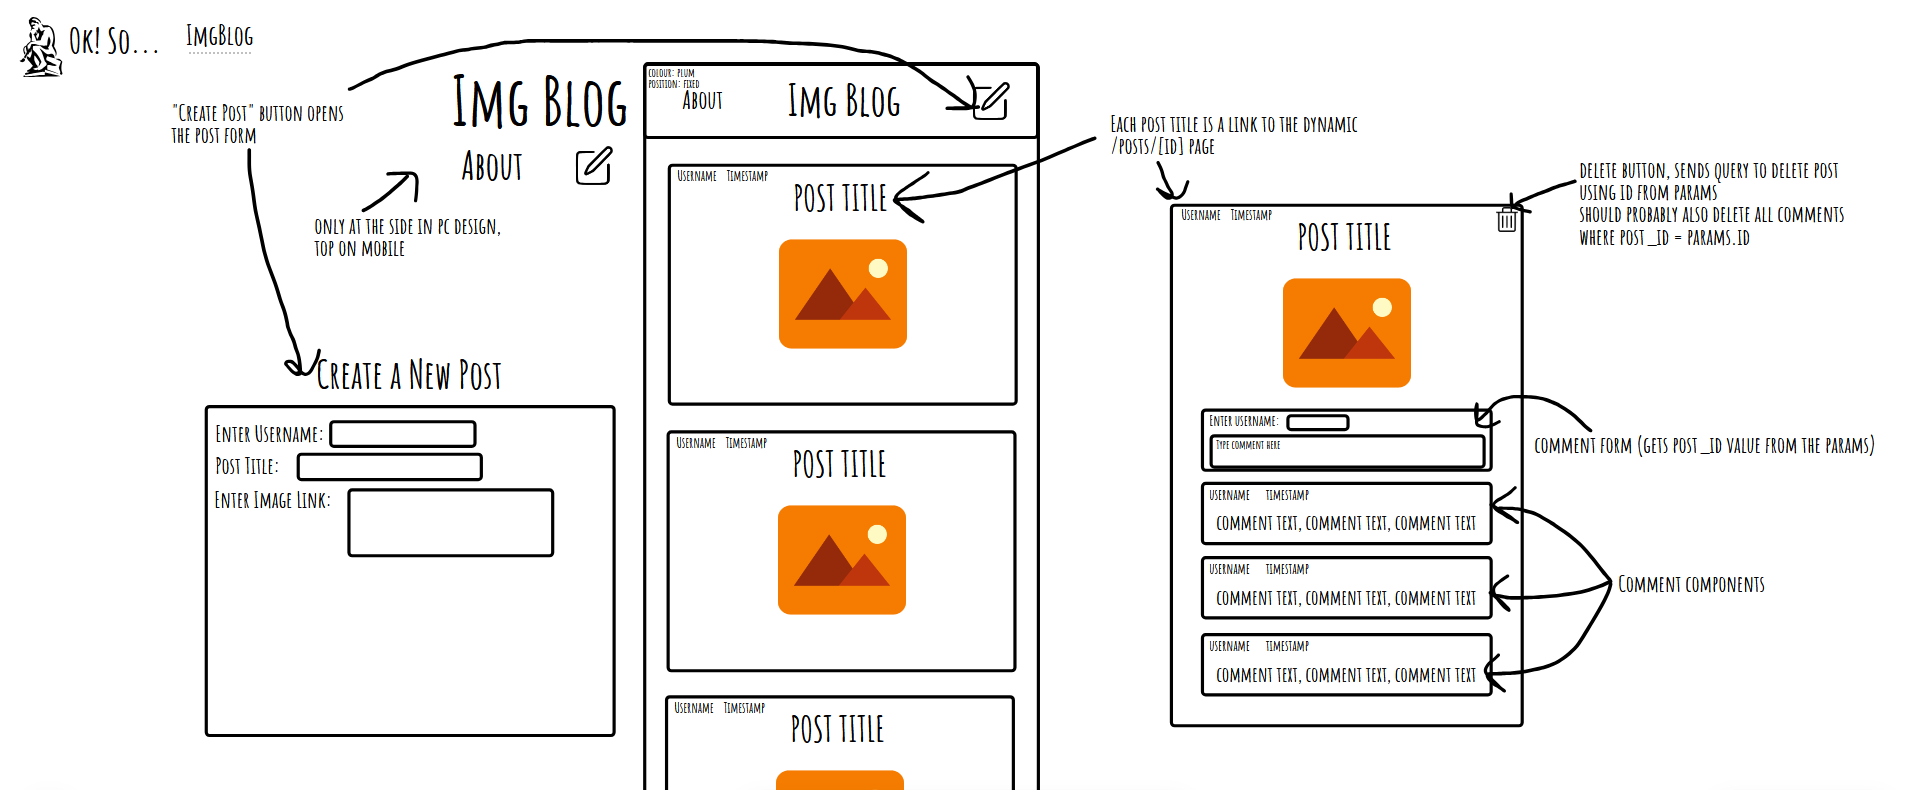 Ok! So...
ImgBlog
"Create Post" button opens
the post form
Img Blog
About
only at the side in pc design,
top on mobile
Create a New Post
Enter Username:
Post Title:
Enter Image Link:
colour: plum
position: fixed
About
Img Blog
Username Timestamp
POST TITLE
Username Timestamp
POST TITLE
Username Timestamp
POST TITLE
Each post title is a link to the dynamic
/posts/[id] page
Username Timestamp
POST TITLE
delete button, sends query to delete post
using id from params
should probably also delete all comments
where post_id = params.id
Enter Username:
Type comment here
comment form (gets post_id value from the params)
username timestamp
comment text, comment text, comment text
username timestamp
comment text, comment text, comment text
username timestamp
comment text, comment text, comment text
Comment components